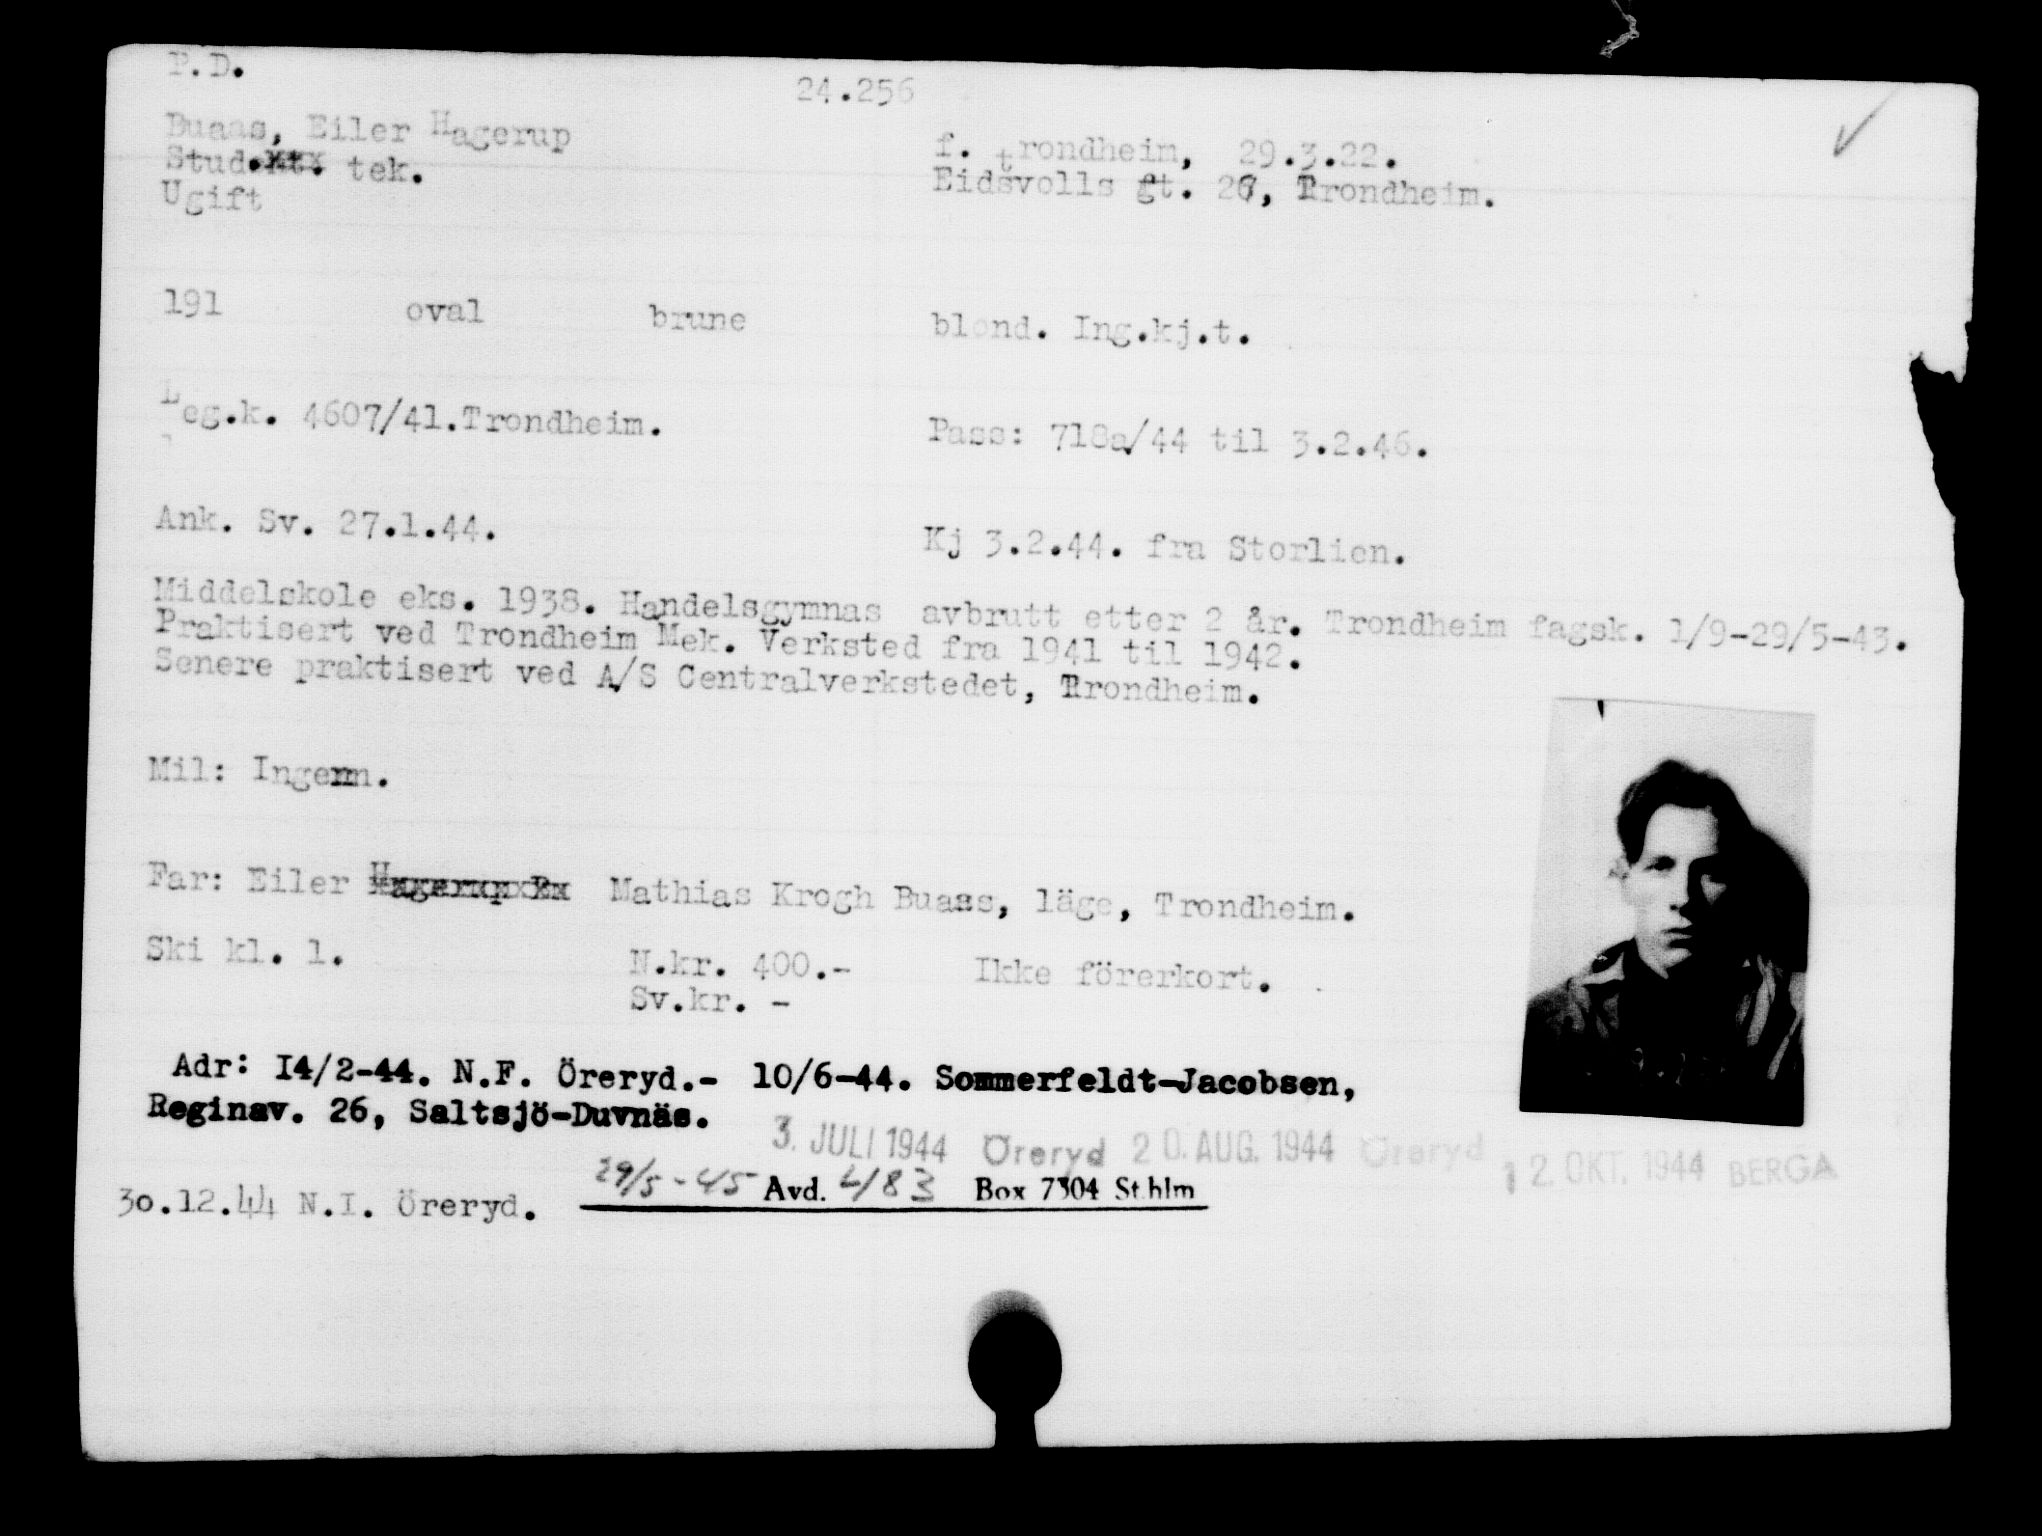 P.D.
24.256
Buaas, Eiler Hagerup
f. trondheim, 29.3.22.
Stud. tek.
Eidsvolls gt. 26, Trondheim.
Ugift
191 oval brune blond. Ing.kj.t.
Leg.k. 4607/41.Trondheim. Pass: 718a/44 til 3.2.46.
Ank. Sv. 27.1.44. Kj 3.2.44. fra Storlien.
Middelskole eks. 1938. Handelsgymnas avbrutt etter 2 år. Trondheim fagsk. 1/9-29/5-43.
Praktisert ved Trondheim Mek. Verksted fra 1941 til 1942.
Senere praktisert ved A/S Centralverkstedet, Trondheim.
Mil: Ingen.
Far: Eiler Hagerup Mathias Krogh Buaas, läge, Trondheim.
Ski kl. 1. N.kr. 400.- Ikke förerkort.
Sv.kr. -
Adr: I4/2-44. N.F. Öreryd.- 10/6-44. Sommerfeldt-Jacobsen,
Reginav. 26, Saltsjö-Duvnäs.
3. JULI 1944 Öreryd 20. AUG. 1944 Öreryd 12. OKT. 1944 BERGA
30.12.44 N.I. Öreryd. 29/5-45 Avd. 4183 Box 7304 Sthlm